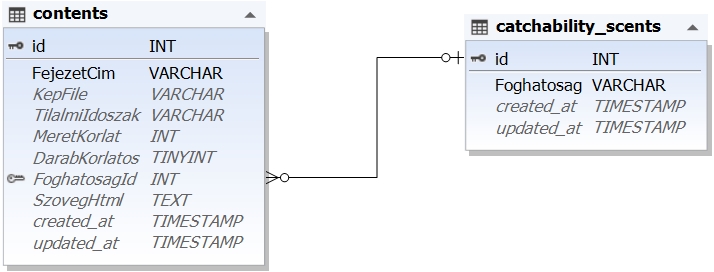 contents
id INT
FejezetCim VARCHAR
KepFile VARCHAR
TilalmiIdoszak VARCHAR
MeretKorlat INT
DarabKorlatos TINYINT
FoghatosagId INT
SzovegHtml TEXT
created_at TIMESTAMP
updated_at TIMESTAMP
catchability_scents
id INT
Foghatosag VARCHAR
created_at TIMESTAMP
updated_at TIMESTAMP